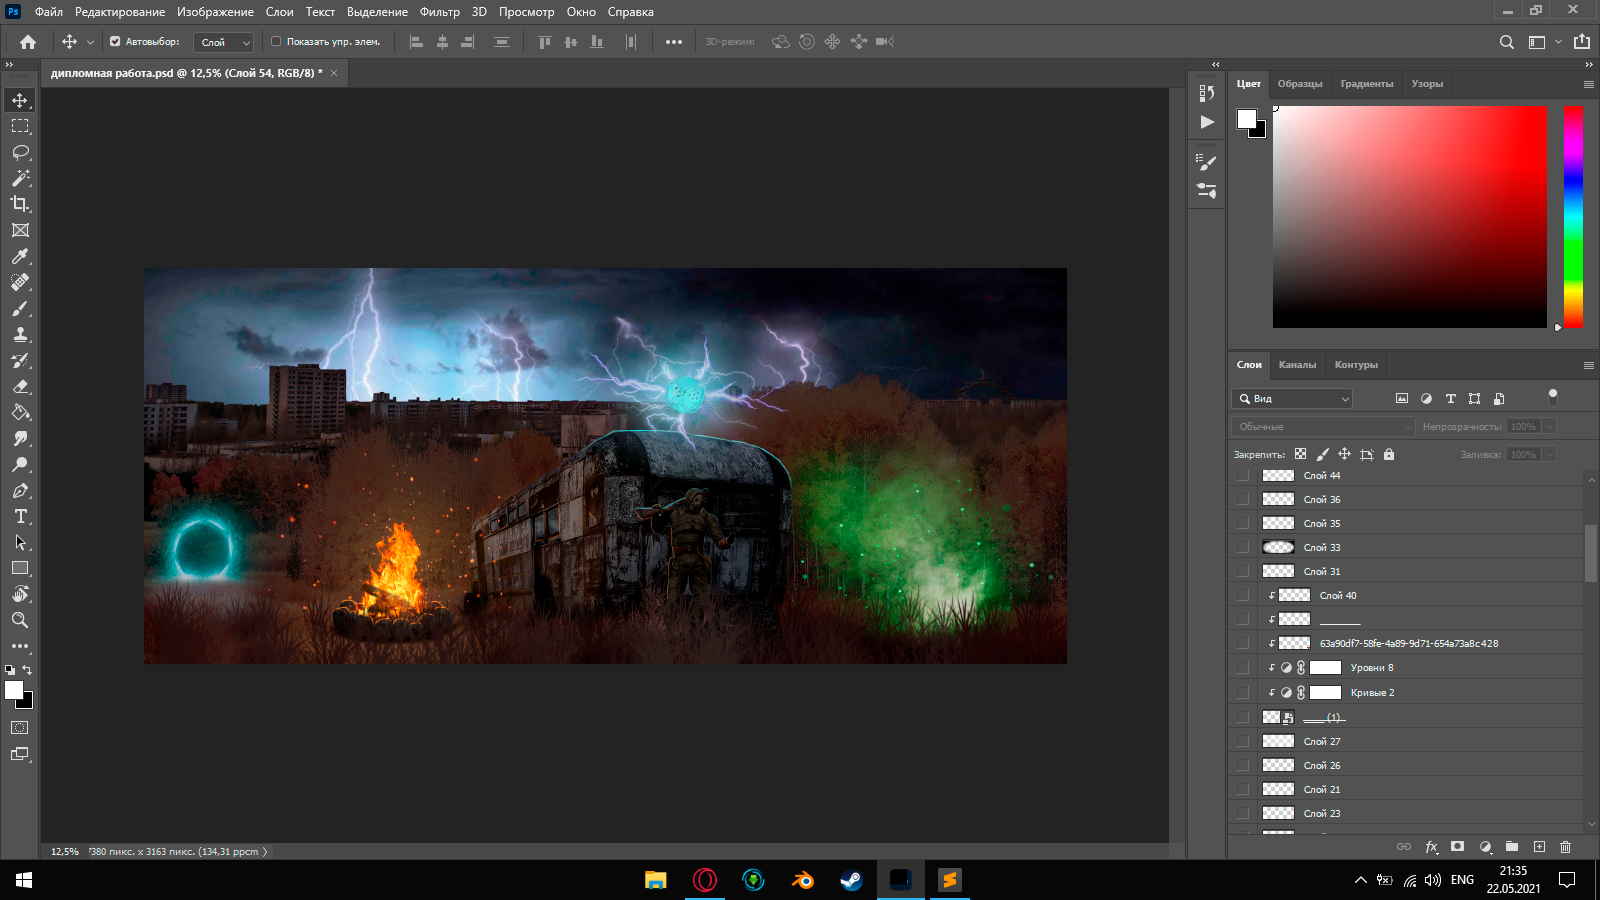 Ps Файл Редактирование Изображение Слои Текст Выделение Фильтр 3D Просмотр Окно Справка
Автовыбор: Слой Показать упр. элем. 3D-режим:
дипломная работа.psd @ 12,5% (Слой 54, RGB/8) *
Цвет Образцы Градиенты Узоры
Слои Каналы Контуры
Вид
Обычные Непрозрачность: 100%
Закрепить: Заливка: 100%
Слой 44
Слой 36
Слой 35
Слой 33
Слой 31
Слой 40
________
63a90df7-58fe-4a89-9d71-654a73a8c428
Уровни 8
Кривые 2
____(1)_
Слой 27
Слой 26
Слой 21
Слой 23
12,5% 7380 пикс. x 3163 пикс. (134,31 ppcm)
ENG
21:35
22.05.2021